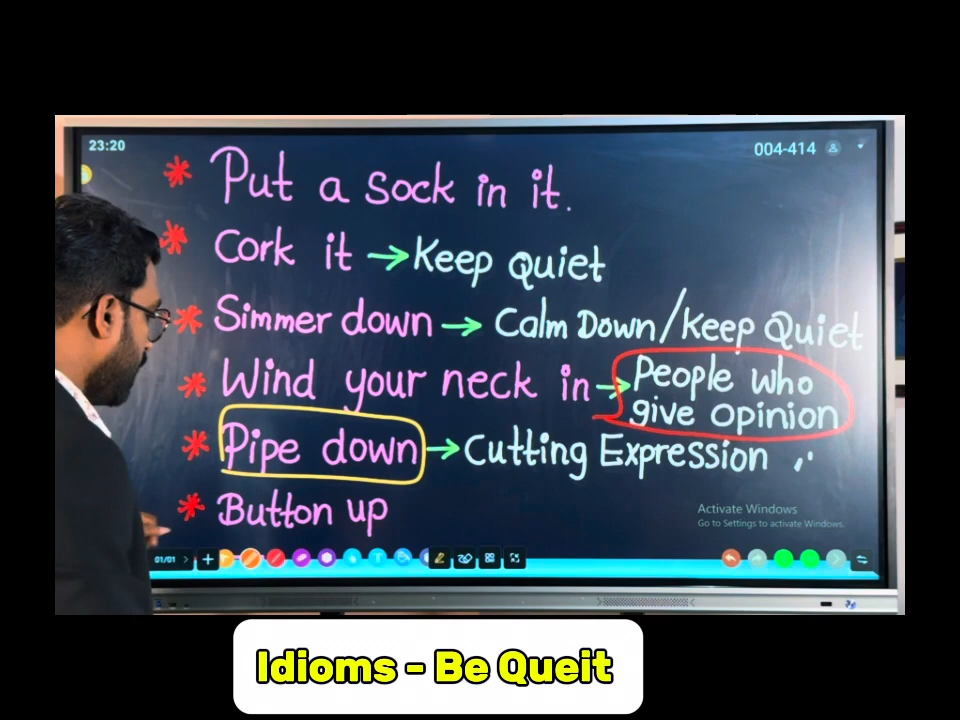 23:20
004-414
* Put a Sock in it.
* Cork it → Keep Quiet
* Simmer down → Calm Down/Keep Quiet
* Wind your neck in → People who
give opinion
* Pipe down → Cutting Expression
* Button up
Activate Windows
Go to Settings to activate Windows.
01/01 >
Idioms - Be Queit